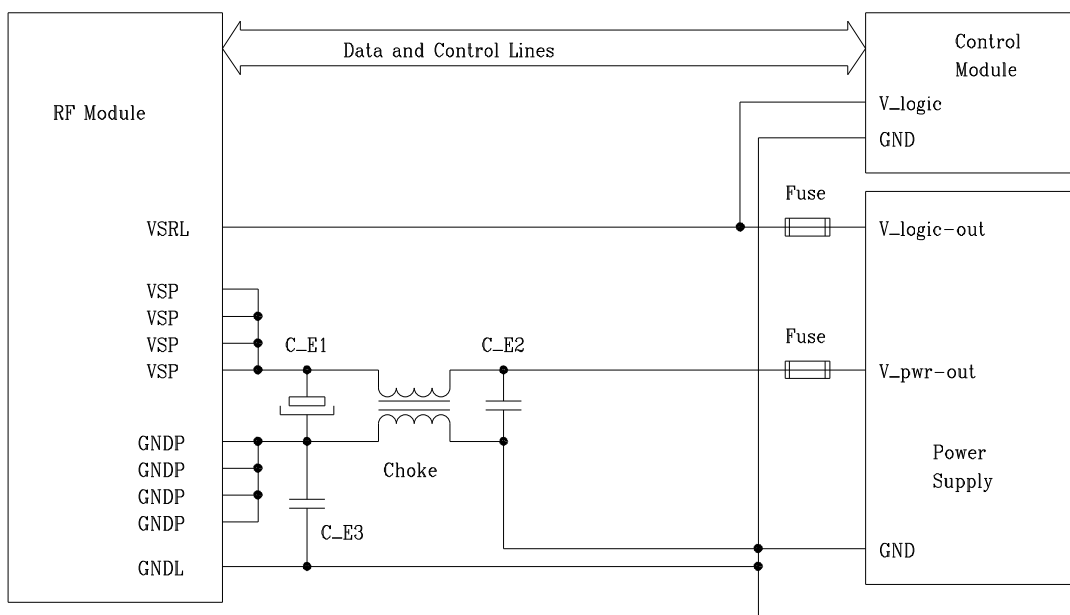 Data and Control Lines
Control
Module
RF Module
V_logic
GND
Fuse
VSRL
V_logic-out
VSP
VSP
VSP
VSP
C_E1
C_E2
Fuse
V_pwr-out
GNDP
GNDP
GNDP
GNDP
Choke
Power
Supply
C_E3
GND
GNDL